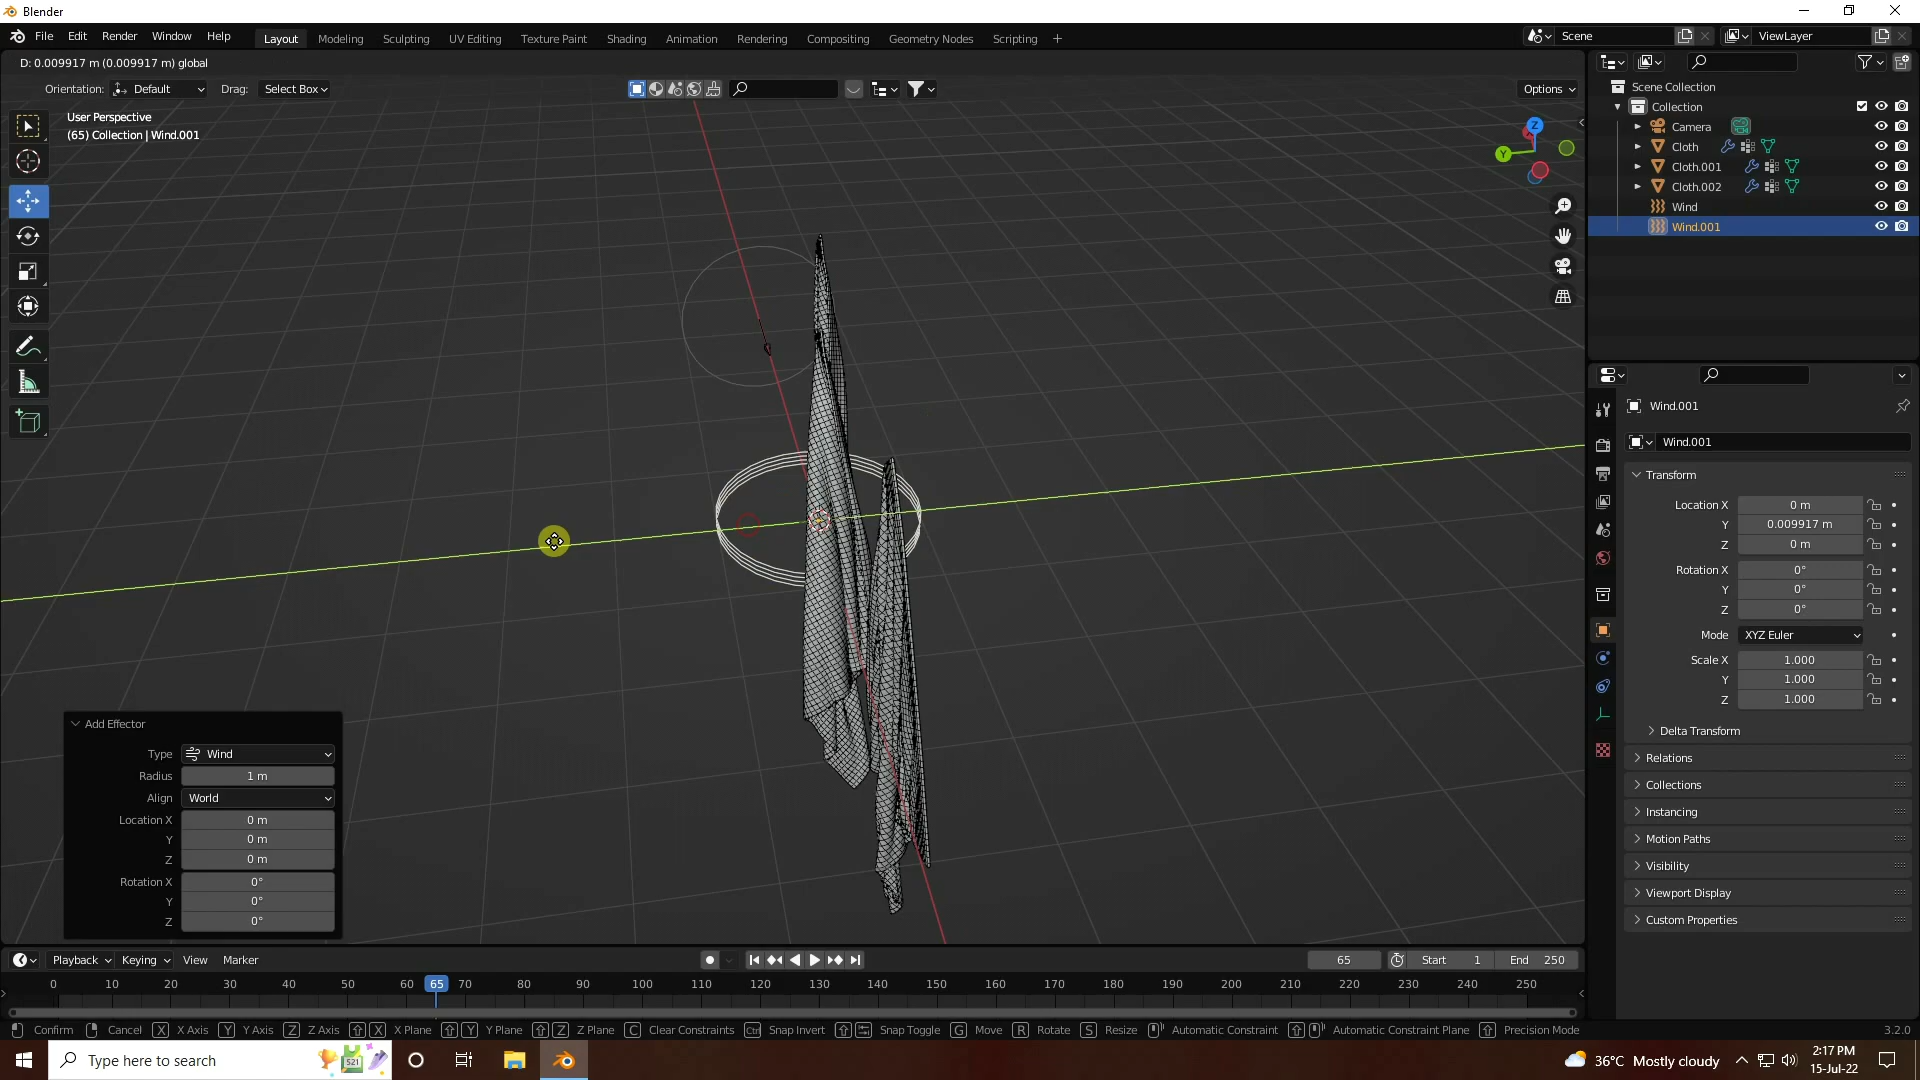 Blender
File Edit Render Window Help Layout Modeling Sculpting UV Editing Texture Paint Shading Animation Rendering Compositing Geometry Nodes Scripting + Scene ViewLayer
D: 0.009917 m (0.009917 m) global
Orientation: Default Drag: Select Box Options
User Perspective
(65) Collection | Wind.001
Z
Y
Scene Collection
Collection
Camera
Cloth
Cloth.001
Cloth.002
Wind
Wind.001
Wind.001
Wind.001
Transform
Location X 0 m
Y 0.009917 m
Z 0 m
Rotation X 0°
Y 0°
Z 0°
Mode XYZ Euler
Scale X 1.000
Y 1.000
Z 1.000
Delta Transform
Relations
Collections
Instancing
Motion Paths
Visibility
Viewport Display
Custom Properties
Add Effector
Type Wind
Radius 1 m
Align World
Location X 0 m
Y 0 m
Z 0 m
Rotation X 0°
Y 0°
Z 0°
Playback Keying View Marker 65 Start 1 End 250
0 10 20 30 40 50 60 65 70 80 90 100 110 120 130 140 150 160 170 180 190 200 210 220 230 240 250
Confirm Cancel X X Axis Y Y Axis Z Z Axis X X Plane Y Y Plane Z Z Plane C Clear Constraints Ctrl Snap Invert Snap Toggle G Move R Rotate S Resize Automatic Constraint Automatic Constraint Plane Precision Mode 3.2.0
Type here to search 36°C Mostly cloudy 2:17 PM
15-Jul-22